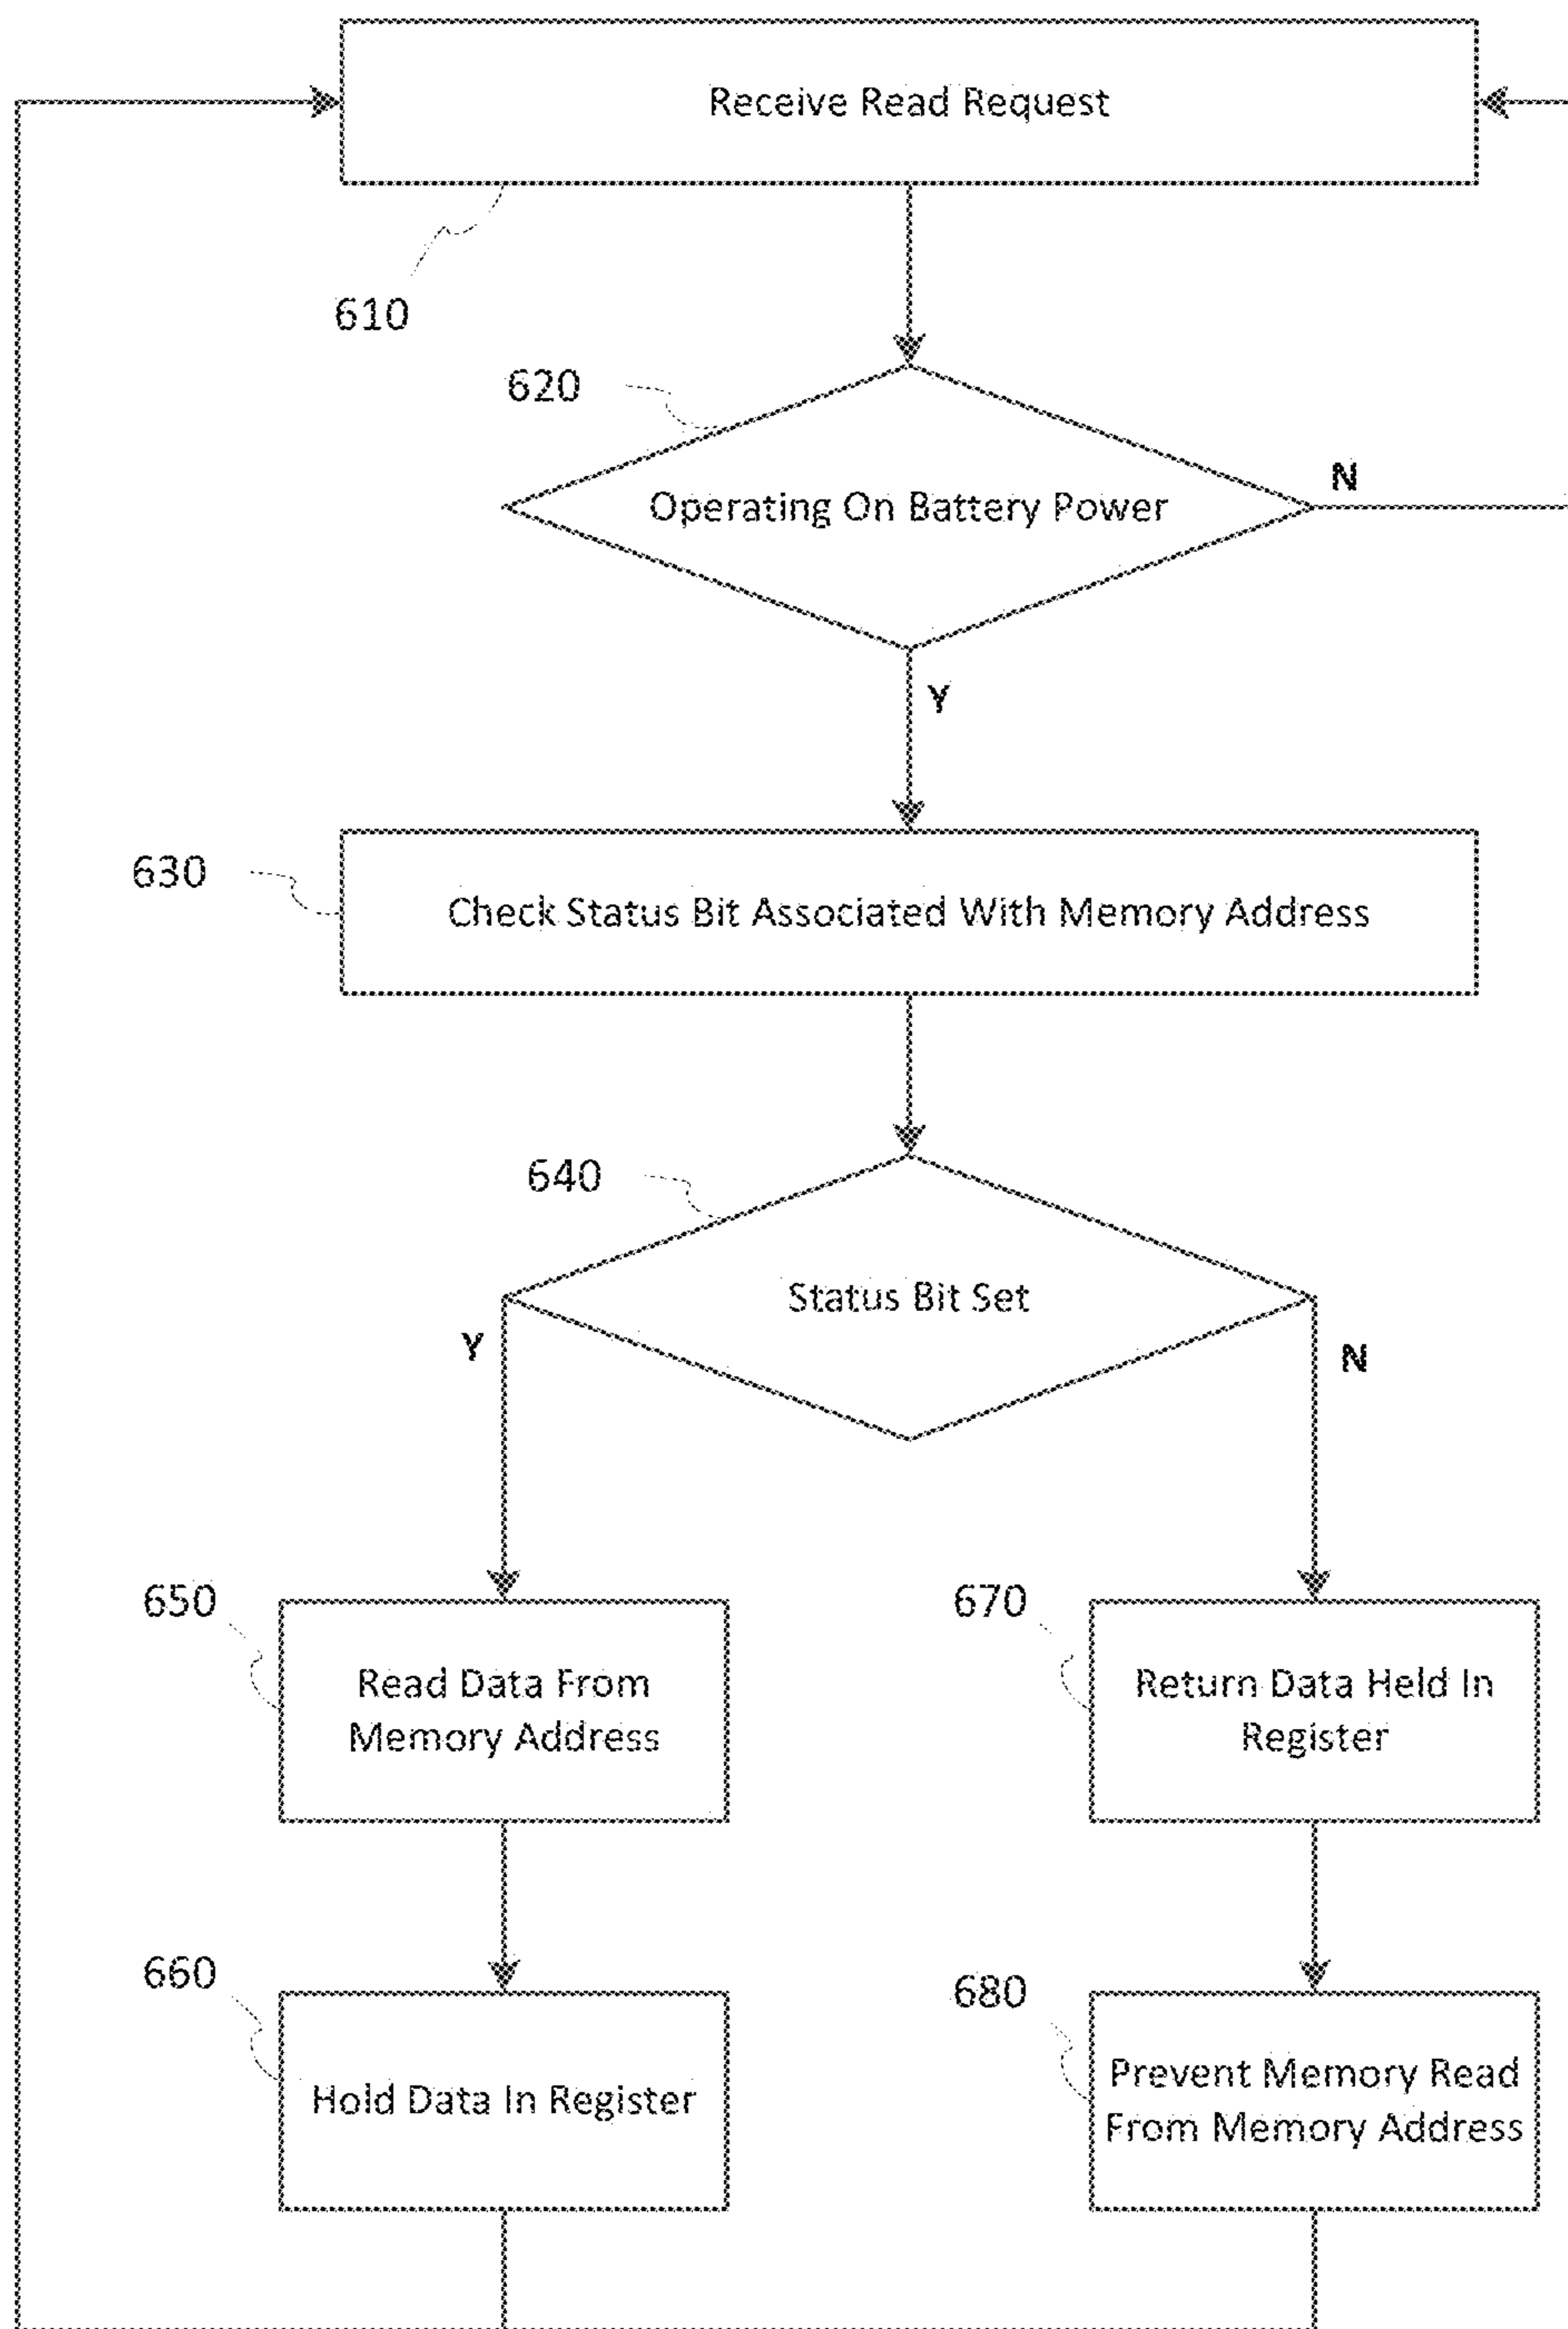 Receive Read Request
610
620
Operating On Battery Power
N
Y
630
Check Status Bit Associated With Memory Address
640
Status Bit Set
Y
N
650
Read Data From
Memory Address
670
Return Data Held In
Register
660
Hold Data In Register
680
Prevent Memory Read
From Memory Address